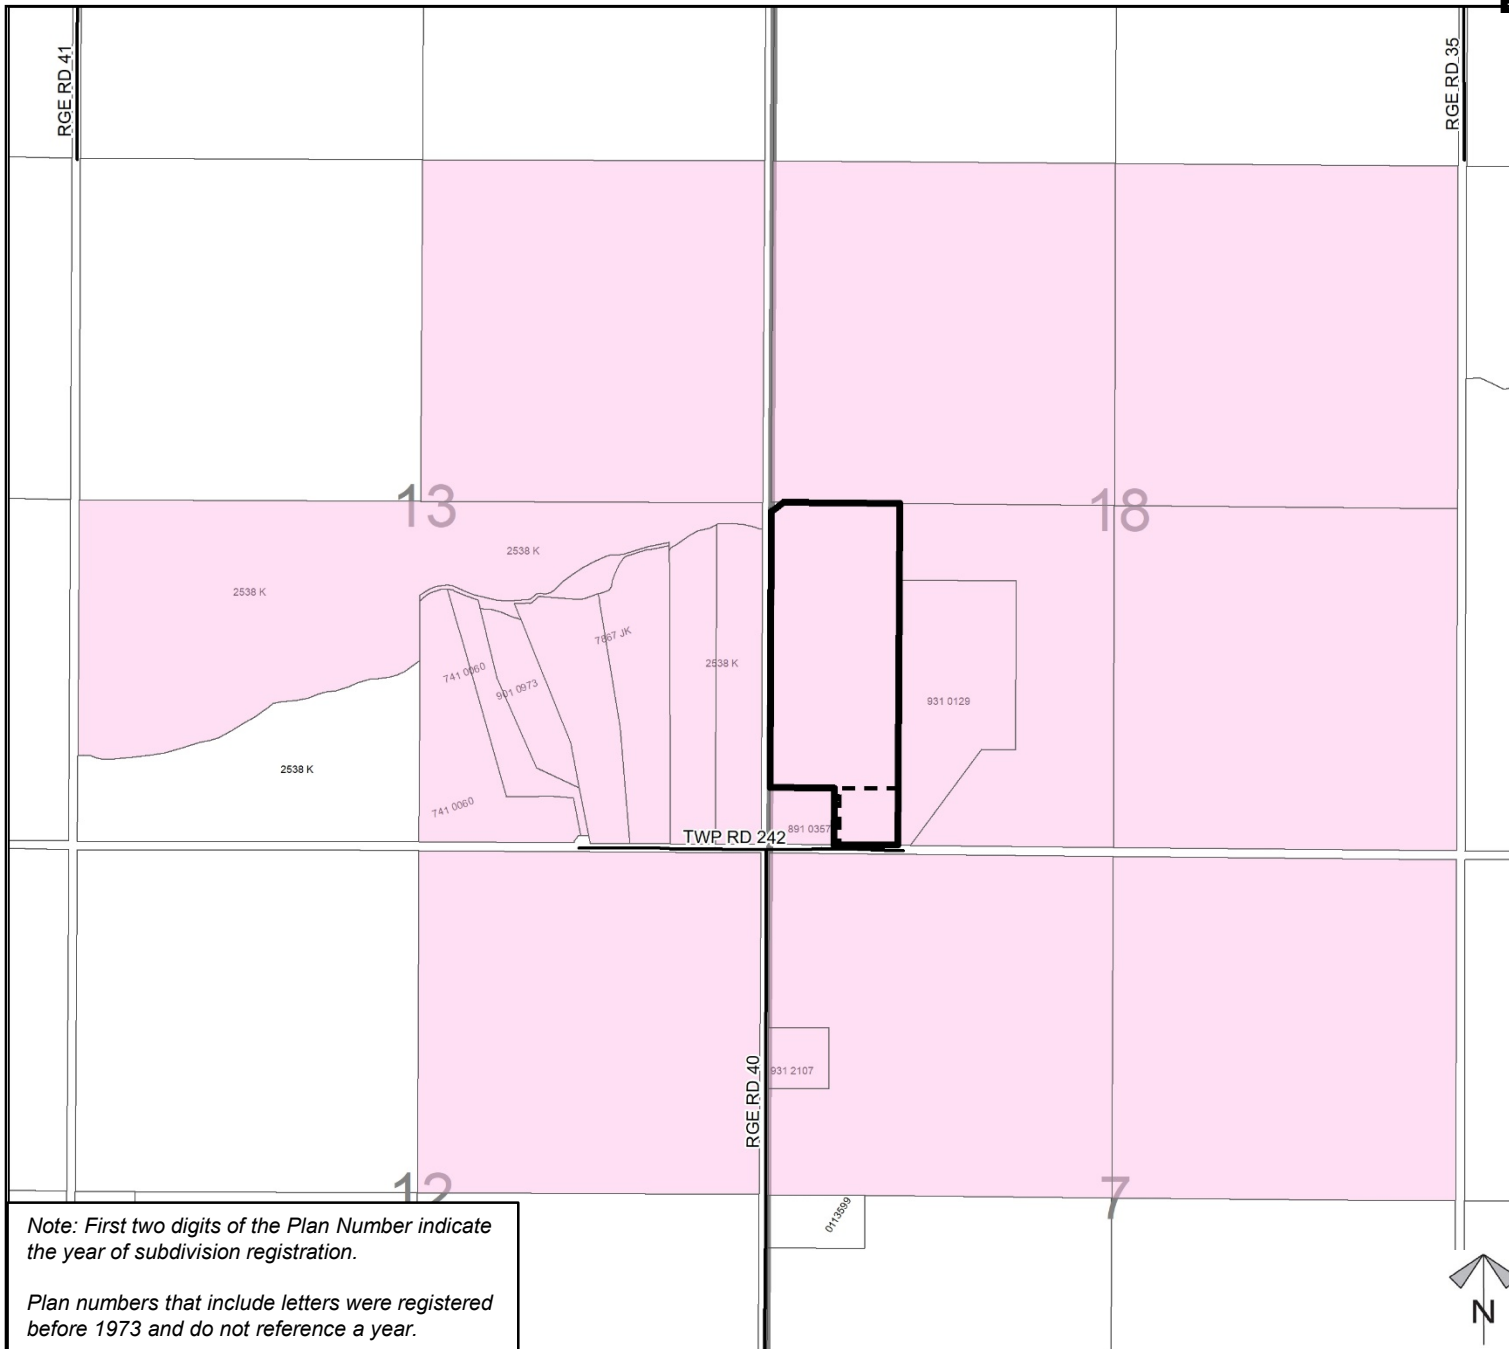 RGE RD 41
RGE RD 35
13
18
2538 K
2538 K
7867 JK
741 0060
901 0973
2538 K
931 0129
2538 K
741 0060
891 0357
TWP RD 242
RGE RD 40
931 2107
12
7
0113599
Note: First two digits of the Plan Number indicate
the year of subdivision registration.
Plan numbers that include letters were registered
before 1973 and do not reference a year.
N